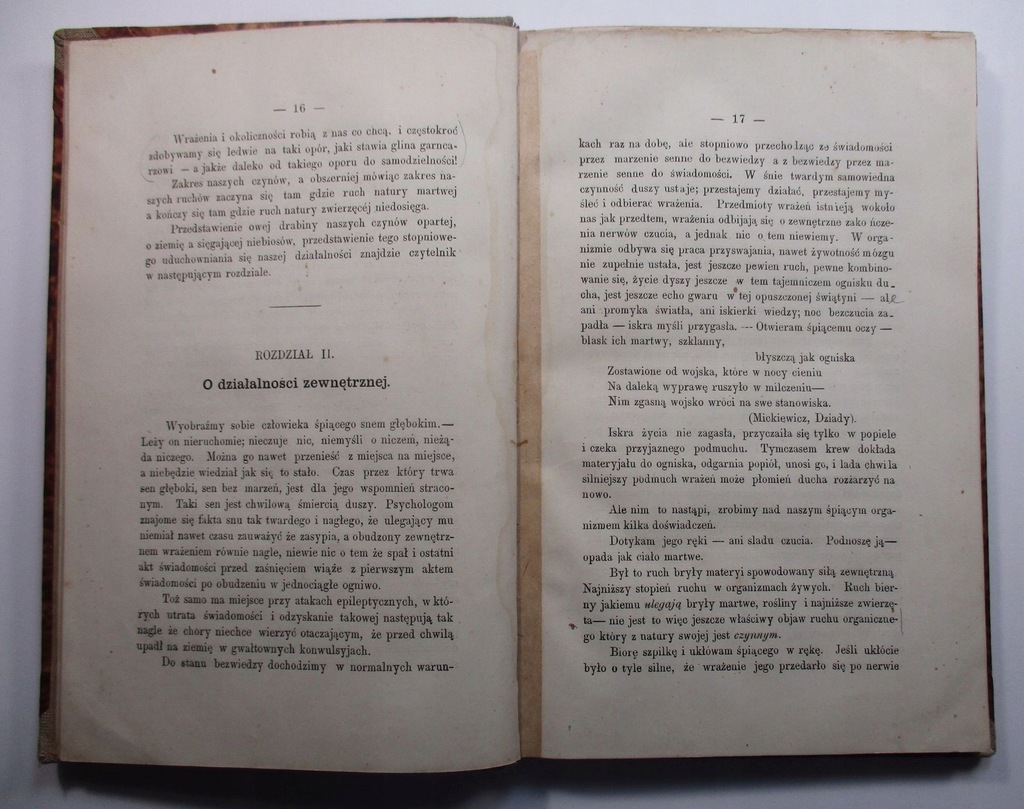 — 16 —
Wrażenia i okoliczności robią z nas co chcą, i częstokroć
zdobywamy się ledwie na taki opór, jaki stawia glina garnca-
rzowi — a jakże daleko od takiego oporu do samodzielności!
Zakres naszych czynów, a obszerniej mówiąc zakres na-
szych ruchów zaczyna się tam gdzie ruch natury martwej
a kończy się tam gdzie ruch natury zwierzęcéj niedosięga.
Przedstawienie owej drabiny naszych czynów opartej,
o ziemię a sięgającej niebiosów, przedstawienie tego stopniowe-
go uduchowniania się naszej działalności znajdzie czytelnik
w następującym rozdziale.
ROZDZIAŁ II.
O działalności zewnętrznej.
Wyobraźmy sobie człowieka śpiącego snem głębokim.—
Leży on nieruchomie; nieczuje nic, niemyśli o niczem, nieżą-
da niczego. Można go nawet przenieść z miejsca na miejsce,
a niebędzie wiedział jak się to stało. Czas przez który trwa
sen głęboki, sen bez marzeń, jest dla jego wspomnień straco-
nym. Taki sen jest chwilową śmiercią duszy. Psychologom
znajome się fakta snu tak twardego i nagłego, że ulegający mu
niemiał nawet czasu zauważyć że zasypia, a obudzony zewnętrz-
nem wrażeniem równie nagle, niewie nic o tem że spał i ostatni
akt świadomości przed zaśnięciem wiąże z pierwszym aktem
świadomości po obudzeniu w jednociągłe ogniwo.
Toż samo ma miejsce przy atakach epileptycznych, w któ-
rych utrata świadomości i odzyskanie takowej następują tak
nagle że chory niechce wierzyć otaczającym, że przed chwilą
upadł na ziemię w gwałtownych konwulsyjach.
Do stanu bezwiedzy dochodzimy w normalnych warun-
— 17 —
kach raz na dobę, ale stopniowo przechodząc ze świadomości
przez marzenie senne do bezwiedzy a z bezwiedzy przez ma-
rzenie senne do świadomości. W śnie twardym samowiedna
czynność duszy ustaje; przestajemy działać, przestajemy my-
śleć i odbierać wrażenia. Przedmioty wrażeń istnieją wokoło
nas jak przedtem, wrażenia odbijają się o zewnętrzne zako ńcze-
nia nerwów czucia, a jednak nic o tem niewiemy. W orga-
nizmie odbywa się praca przyswajania, nawet żywotność mózgu
nie zupełnie ustała, jest jeszcze pewien ruch, pewne kombino-
wanie się, życie dyszy jeszcze w tem tajemniczem ognisku du-
cha, jest jeszcze echo gwaru w tej opuszczonej świątyni — ale
ani promyka światła, ani iskierki wiedzy; noc bezczucia za-
padła — iskra myśli przygasła. — Otwieram śpiącemu oczy —
blask ich martwy, szklanny,
błyszczą jak ogniska
Zostawione od wojska, które w nocy cieniu
Na daleką wyprawę ruszyło w milczeniu—
Nim zgasną wojsko wróci na swe stanowiska.
(Mickiewicz, Dziady).
Iskra życia nie zagasła, przyczaiła się tylko w popiele
i czeka przyjaznego podmuchu. Tymczasem krew dokłada
materyjału do ogniska, odgarnia popiół, unosi go, i lada chwila
silniejszy podmuch wrażeń może płomień ducha rozżarzyć na
nowo.
Ale nim to nastąpi, zrobimy nad naszym śpiącym orga-
nizmem kilka doświadczeń.
Dotykam jego ręki — ani śladu czucia. Podnoszę ją—
opada jak ciało martwe.
Był to ruch bryły materyi spowodowany siłą zewnętrzną
Najniższy stopień ruchu w organizmach żywych. Ruch bier-
ny jakiemu ulegają bryły martwe, rośliny i najniższe zwierzę-
ta— nie jest to więc jeszcze właściwy objaw ruchu organiczne-
go który z natury swojej jest czynnym.
Biorę szpilkę i ukłówam śpiącego w rękę. Jeśli ukłócie
było o tyle silne, że wrażenie jego przedarło się po nerwie